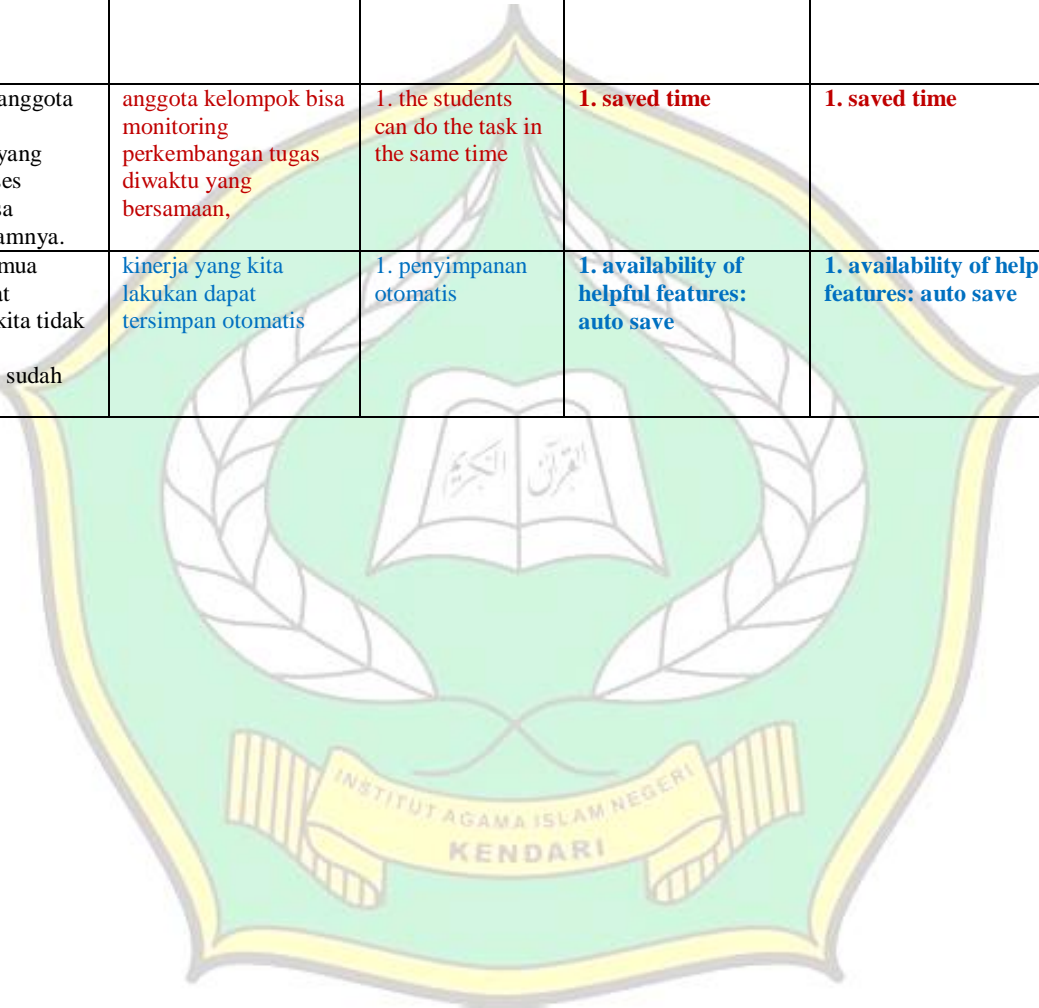 anggota
yang
es
sa
amnya.
anggota kelompok bisa
monitoring
perkembangan tugas
diwaktu yang
bersamaan,
1. the students
can do the task in
the same time
1. saved time
1. saved time
mua
at
kita tidak
sudah
kinerja yang kita
lakukan dapat
tersimpan otomatis
1. penyimpanan
otomatis
1. availability of
helpful features:
auto save
1. availability of help
features: auto save
القرآن الكريم
INSTITUT AGAMA ISLAM NEGERI
KENDARI